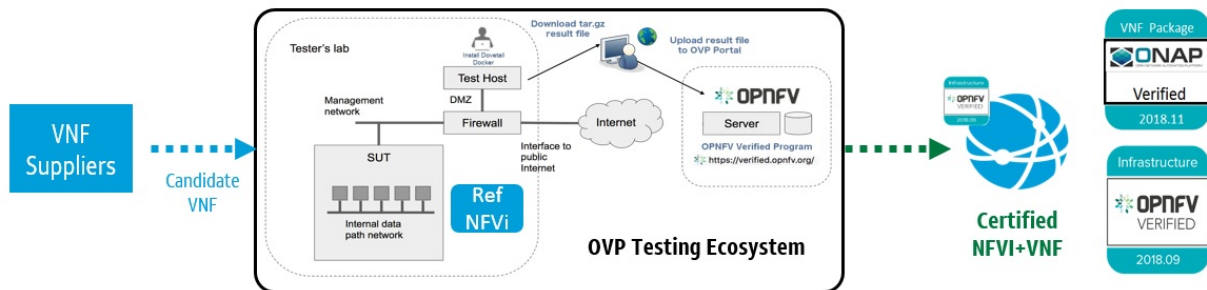 VNF
Suppliers
Candidate
VNF
Tester's lab
Install Dovetail
Docker
Test Host
DMZ
Management
network
Firewall
SUT
Internal data
path network
Interface to
public
Internet
Ref
NFVi
Internet
Download tar.gz
result file
Upload result file
to OVP Portal
OPNFV
Server
OPNFV Verified Program
https://verified.opnfv.org/
OVP Testing Ecosystem
Infrastructure
OPNFV
VERIFIED
2018.09
Certified
NFVI+VNF
VNF Package
ONAP
Verified
2018.11
Infrastructure
OPNFV
VERIFIED
2018.09